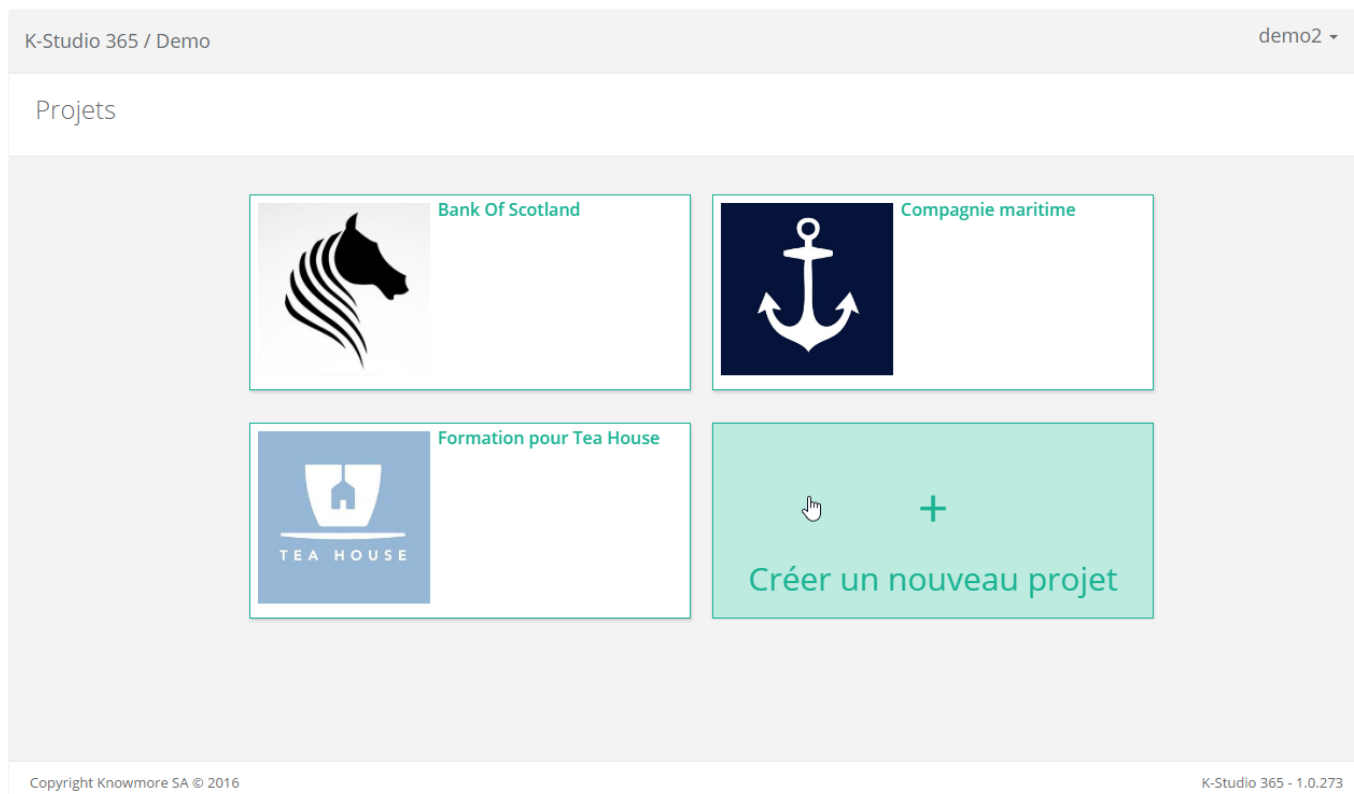 K-Studio 365 / Demo
demo2
Projets
Bank Of Scotland
Compagnie maritime
Formation pour Tea House
TEA HOUSE
+
Créer un nouveau projet
Copyright Knowmore SA © 2016
K-Studio 365 - 1.0.273